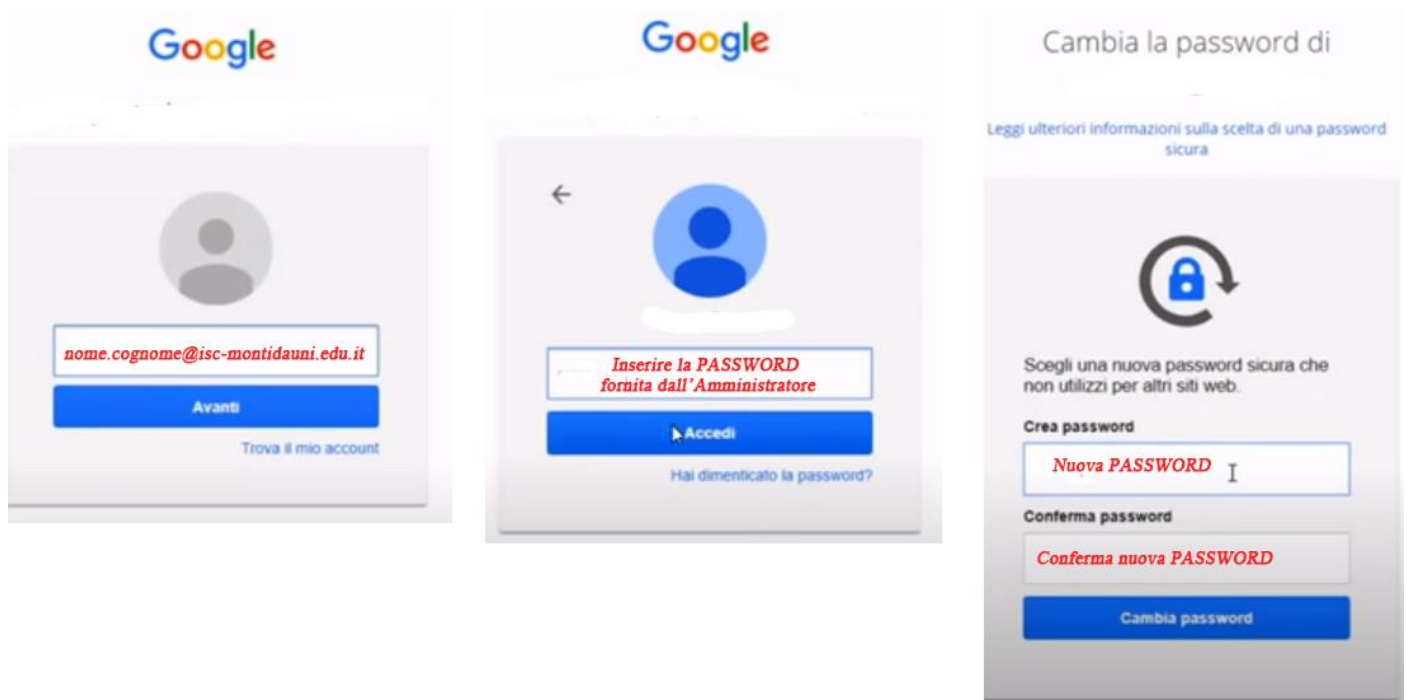 Google
nome.cognome@isc-montidauni.edu.it
Avanti
Trova il mio account
Google
Inserire la PASSWORD
fornita dall'Amministratore
Accedi
Hai dimenticato la password?
Cambia la password di
Leggi ulteriori informazioni sulla scelta di una password
sicura
Scegli una nuova password sicura che
non utilizzi per altri siti web.
Crea password
Nuova PASSWORD
Conferma password
Conferma nuova PASSWORD
Cambia password